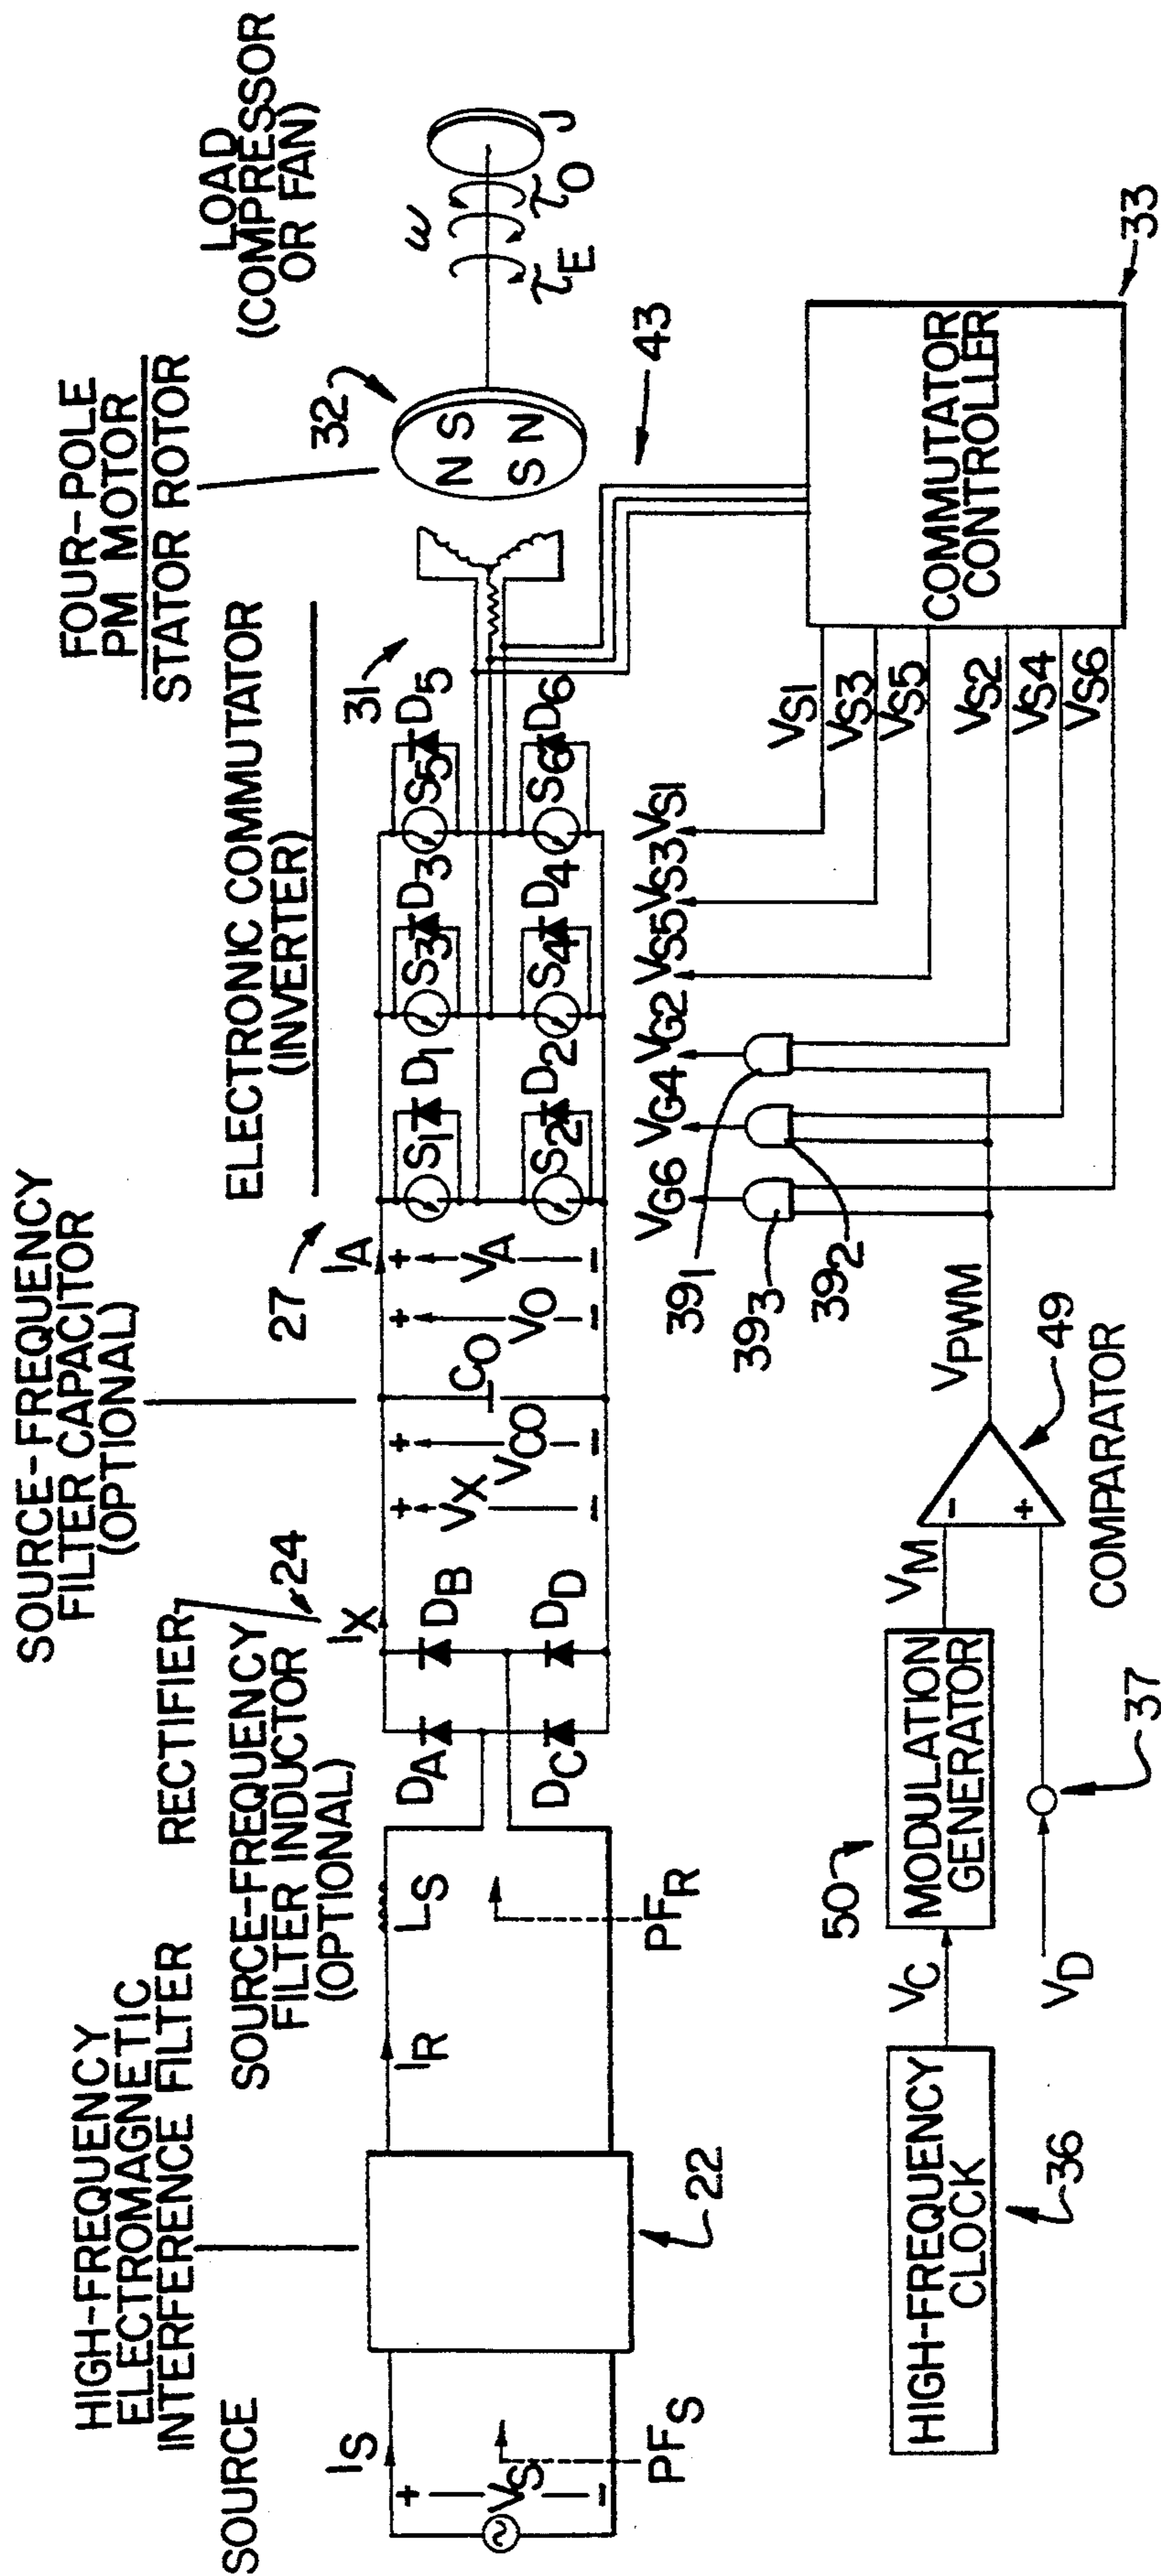 HIGH-FREQUENCY
ELECTROMAGNETIC
INTERFERENCE FILTER
SOURCE-FREQUENCY
FILTER CAPACITOR
(OPTIONAL)
FOUR-POLE
PM MOTOR
STATOR ROTOR
LOAD
(COMPRESSOR
OR FAN)
RECTIFIER
24
SOURCE-FREQUENCY
FILTER INDUCTOR
(OPTIONAL)
ELECTRONIC COMMUTATOR
(INVERTER)
27
31
32
SOURCE
IS
+
VS
−
PFS
22
IR
LS
PFR
DA
DB
DC
DD
IX
+
VX
−
+
VCO
−
CO
+
VO
−
IA
+
VA
−
S1
D1
S3
D3
S5
D5
S2
D2
S4
D4
S6
D6
N S
S N
ω
τE
τO
J
43
VG6
VG4
VG2
VS5
VS3
VS1
391
393
392
VS1
VS3
VS5
VS2
VS4
VS6
COMMUTATOR
CONTROLLER
33
HIGH-FREQUENCY
CLOCK
36
VC
50
MODULATION
GENERATOR
VM
VD
37
−
+
49
COMPARATOR
VPWM